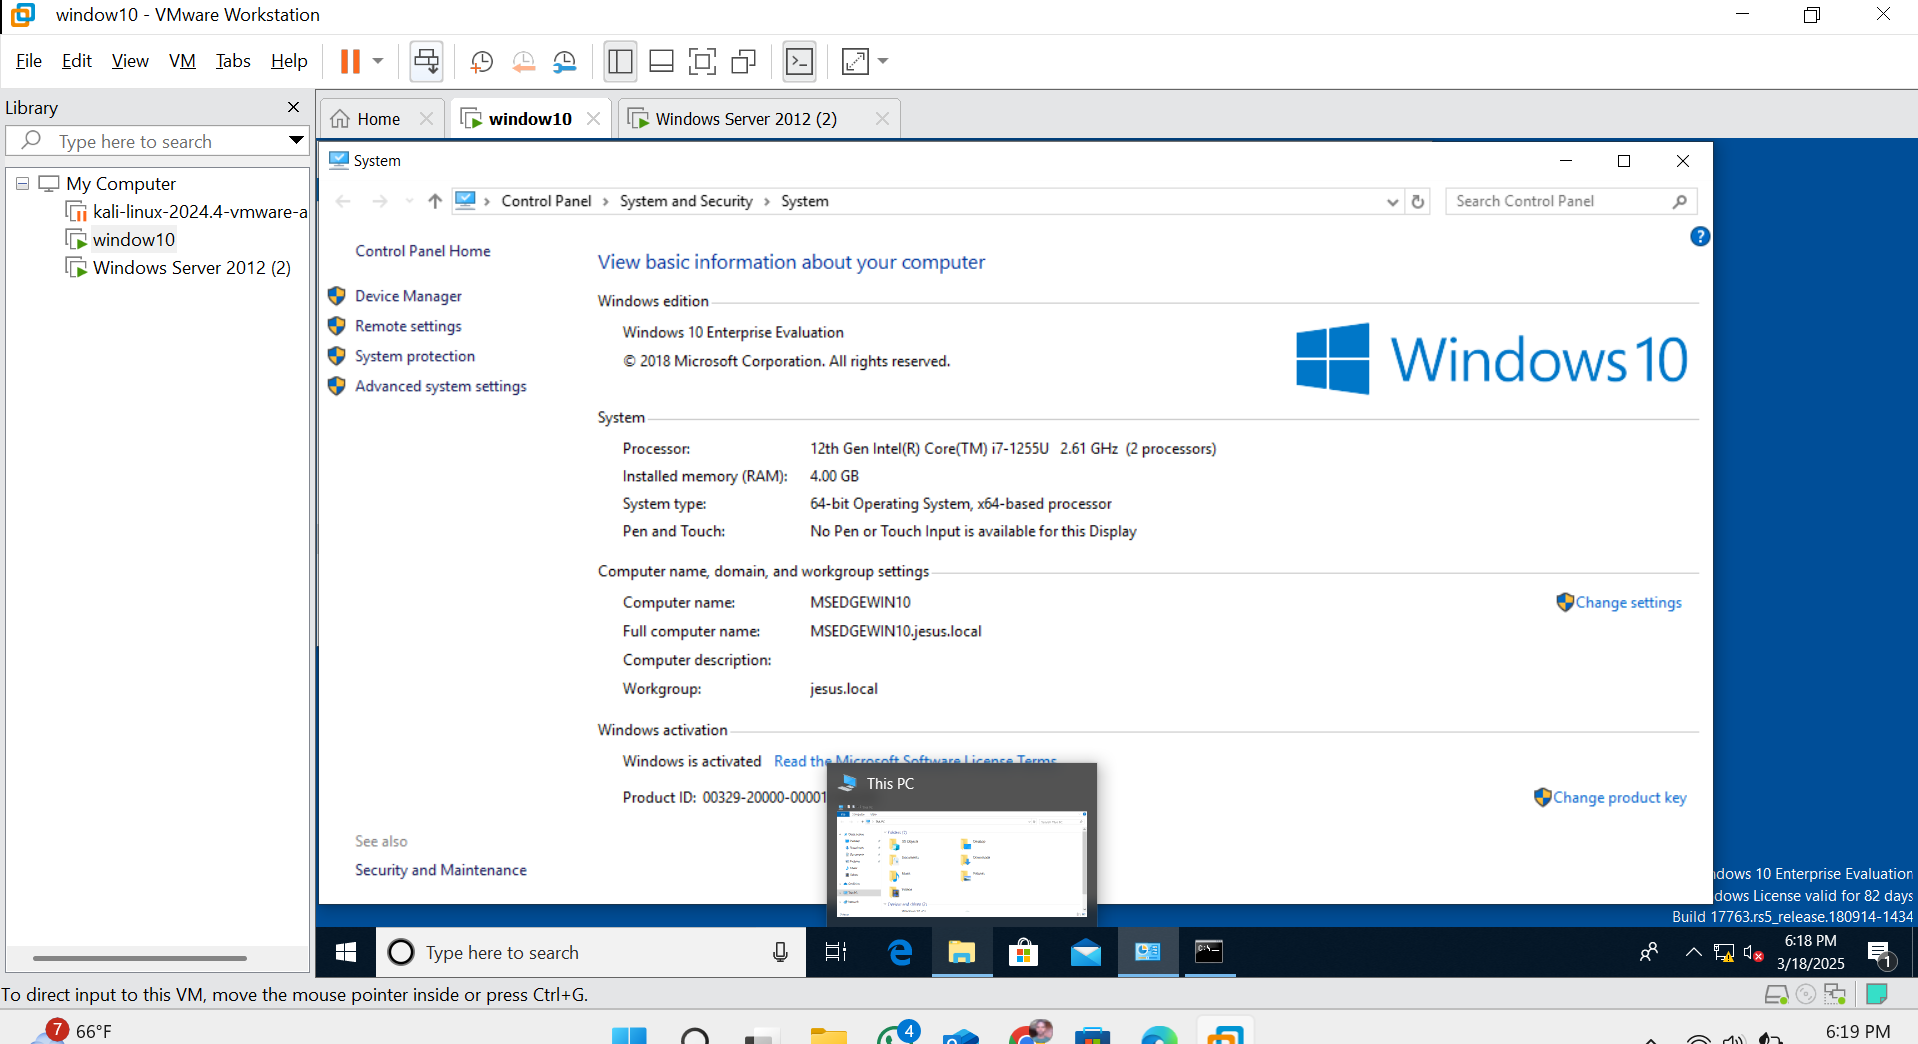 window10 - VMware Workstation
File Edit View VM Tabs Help
Library
Type here to search
My Computer
kali-linux-2024.4-vmware-a
window10
Windows Server 2012 (2)
Home
window10
Windows Server 2012 (2)
System
Control Panel > System and Security > System
Search Control Panel
Control Panel Home
Device Manager
Remote settings
System protection
Advanced system settings
See also
Security and Maintenance
View basic information about your computer
Windows edition
Windows 10 Enterprise Evaluation
© 2018 Microsoft Corporation. All rights reserved.
Windows 10
System
Processor: 12th Gen Intel(R) Core(TM) i7-1255U 2.61 GHz (2 processors)
Installed memory (RAM): 4.00 GB
System type: 64-bit Operating System, x64-based processor
Pen and Touch: No Pen or Touch Input is available for this Display
Computer name, domain, and workgroup settings
Computer name: MSEDGEWIN10
Change settings
Full computer name: MSEDGEWIN10.jesus.local
Computer description:
Workgroup: jesus.local
Windows activation
Windows is activated Read the Microsoft Software License Terms
Product ID: 00329-20000-00001
Change product key
This PC
dows 10 Enterprise Evaluation
dows License valid for 82 days
Build 17763.rs5_release.180914-1434
Type here to search
6:18 PM
3/18/2025
1
To direct input to this VM, move the mouse pointer inside or press Ctrl+G.
7
66°F
4
6:19 PM